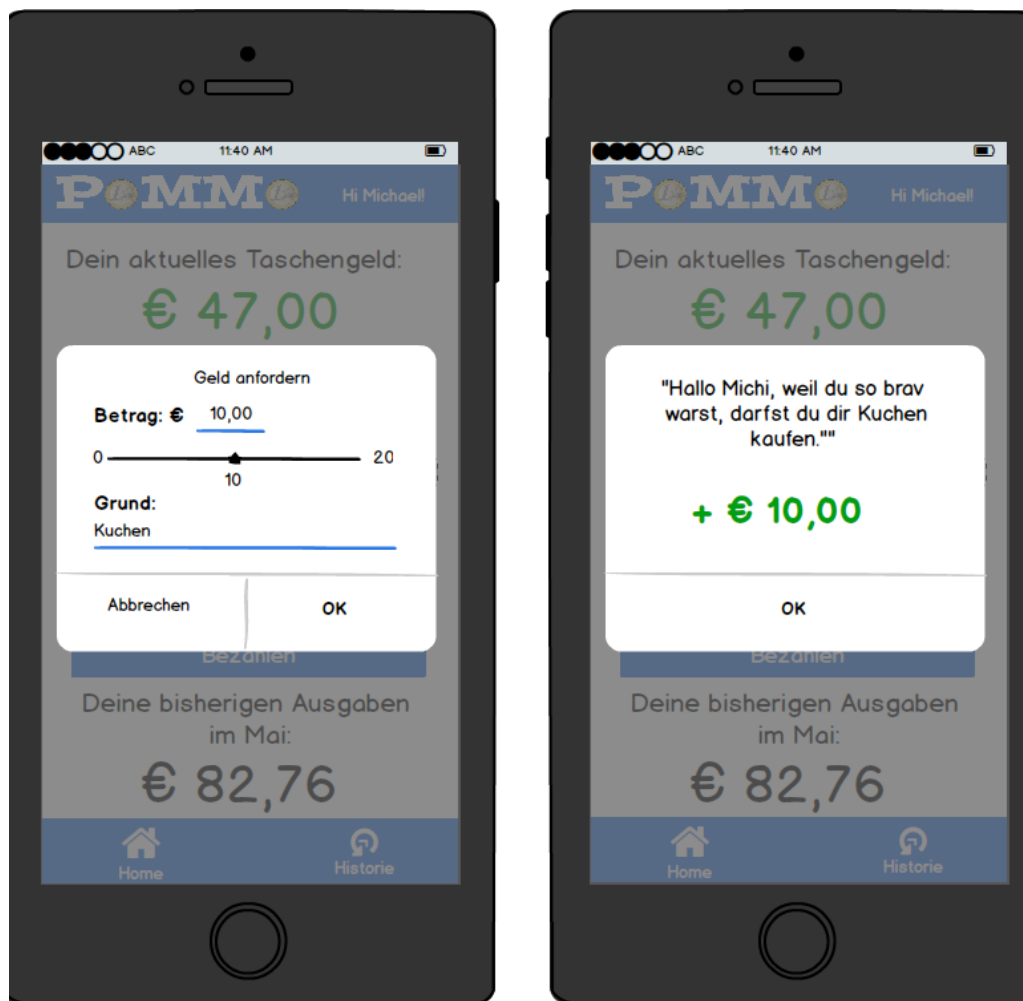 ABC 11:40 AM
POMMO Hi Michael!
Dein aktuelles Taschengeld:
€ 47,00
Geld anfordern
Betrag: € 10,00
0 20
10
Grund:
Kuchen
Abbrechen OK
Bezahlen
Deine bisherigen Ausgaben
im Mai:
€ 82,76
Home Historie
ABC 11:40 AM
POMMO Hi Michael!
Dein aktuelles Taschengeld:
€ 47,00
"Hallo Michi, weil du so brav
warst, darfst du dir Kuchen
kaufen.""
+ € 10,00
OK
Bezahlen
Deine bisherigen Ausgaben
im Mai:
€ 82,76
Home Historie